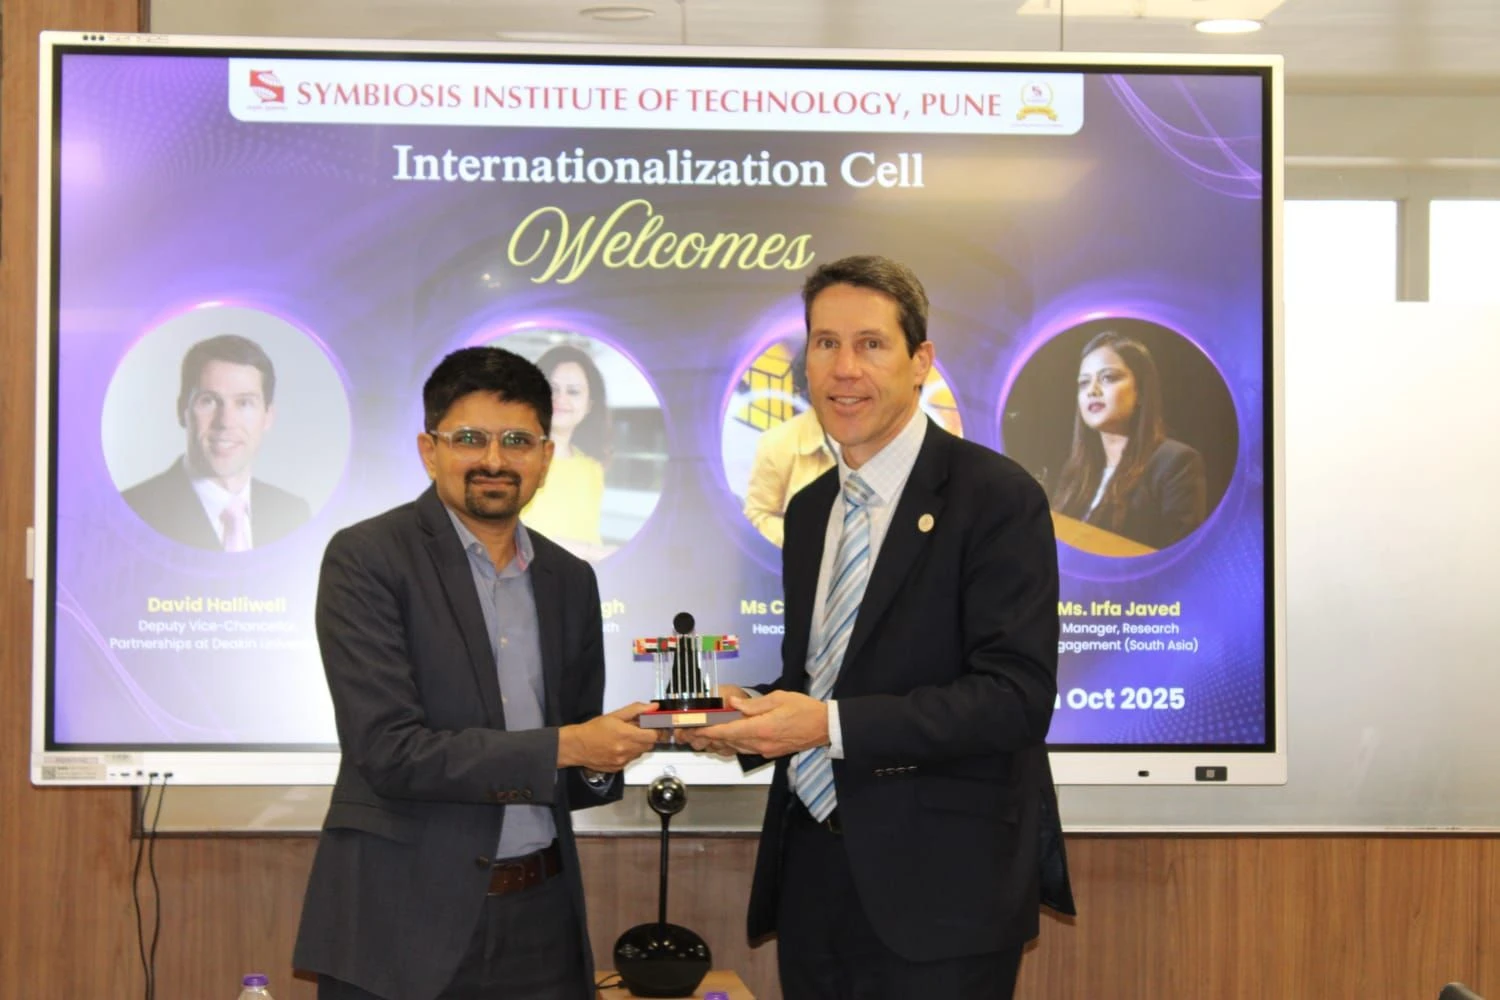 SYMBIOSIS INSTITUTE OF TECHNOLOGY, PUNE
Internationalization Cell
Welcomes
David Halliwell
Deputy Vice-Chancellor
Partnerships at Deakin
Ms
Ms. Irfa Javed
Manager, Research
(South Asia)
Oct 2025